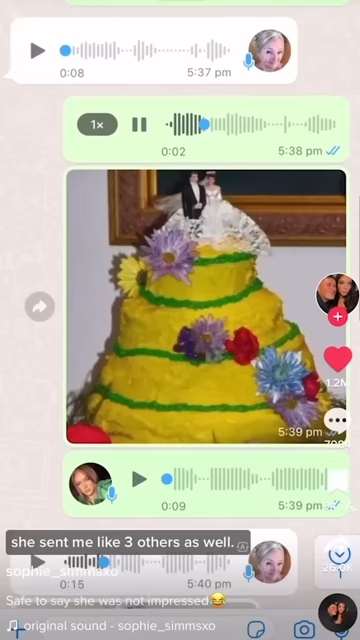 0:08 5:37 pm
1x
0:02 5:38 pm
5:39 pm
1.2M
0:09 5:39 pm
she sent me like 3 others as well.
0:15 5:40 pm
sophie_simmsxo
Safe to say she was not impressed😂
original sound - sophie_simmsxo